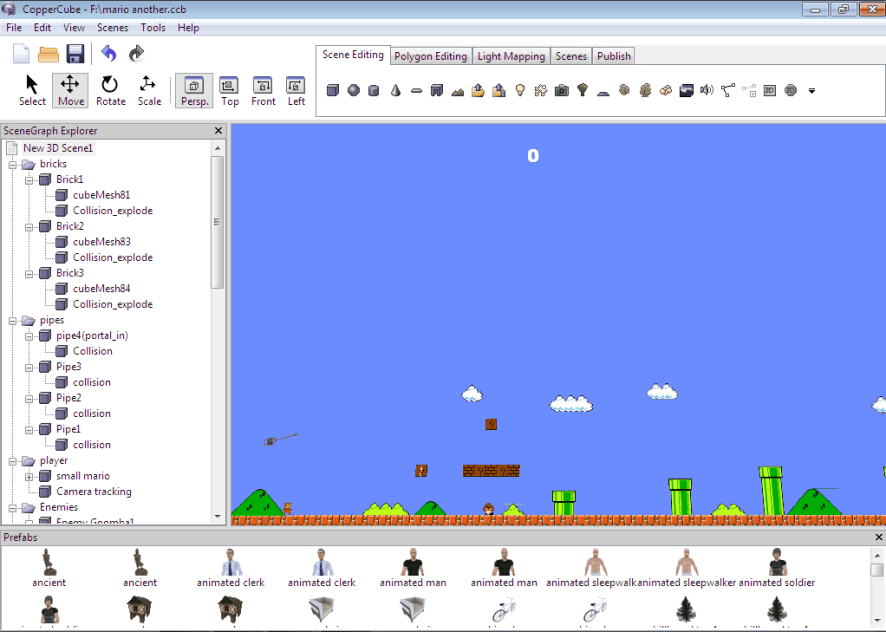 CopperCube - F:\mario another.ccb
File Edit View Scenes Tools Help
Scene Editing Polygon Editing Light Mapping Scenes Publish
Select Move Rotate Scale Persp. Top Front Left
2D 2D
SceneGraph Explorer
New 3D Scene1
bricks
Brick1
cubeMesh81
Collision_explode
Brick2
cubeMesh83
Collision_explode
Brick3
cubeMesh84
Collision_explode
pipes
pipe4(portal_in)
Collision
Pipe3
collision
Pipe2
collision
Pipe1
collision
player
small mario
Camera tracking
Enemies
Enemy Goomba1
0
Prefabs
ancient ancient animated clerk animated clerk animated man animated man animated sleepwalk animated sleepwalker animated soldier